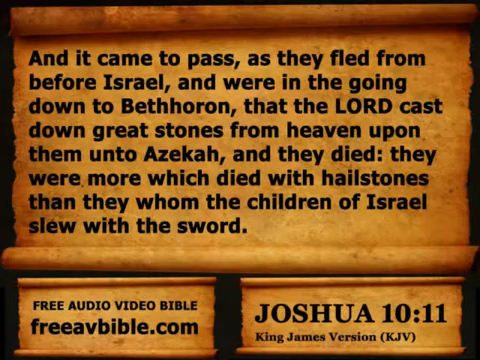 And it came to pass, as they fled from
before Israel, and were in the going
down to Bethhoron, that the LORD cast
down great stones from heaven upon
them unto Azekah, and they died: they
were more which died with hailstones
than they whom the children of Israel
slew with the sword.
FREE AUDIO VIDEO BIBLE
freeavbible.com
JOSHUA 10:11
King James Version (KJV)